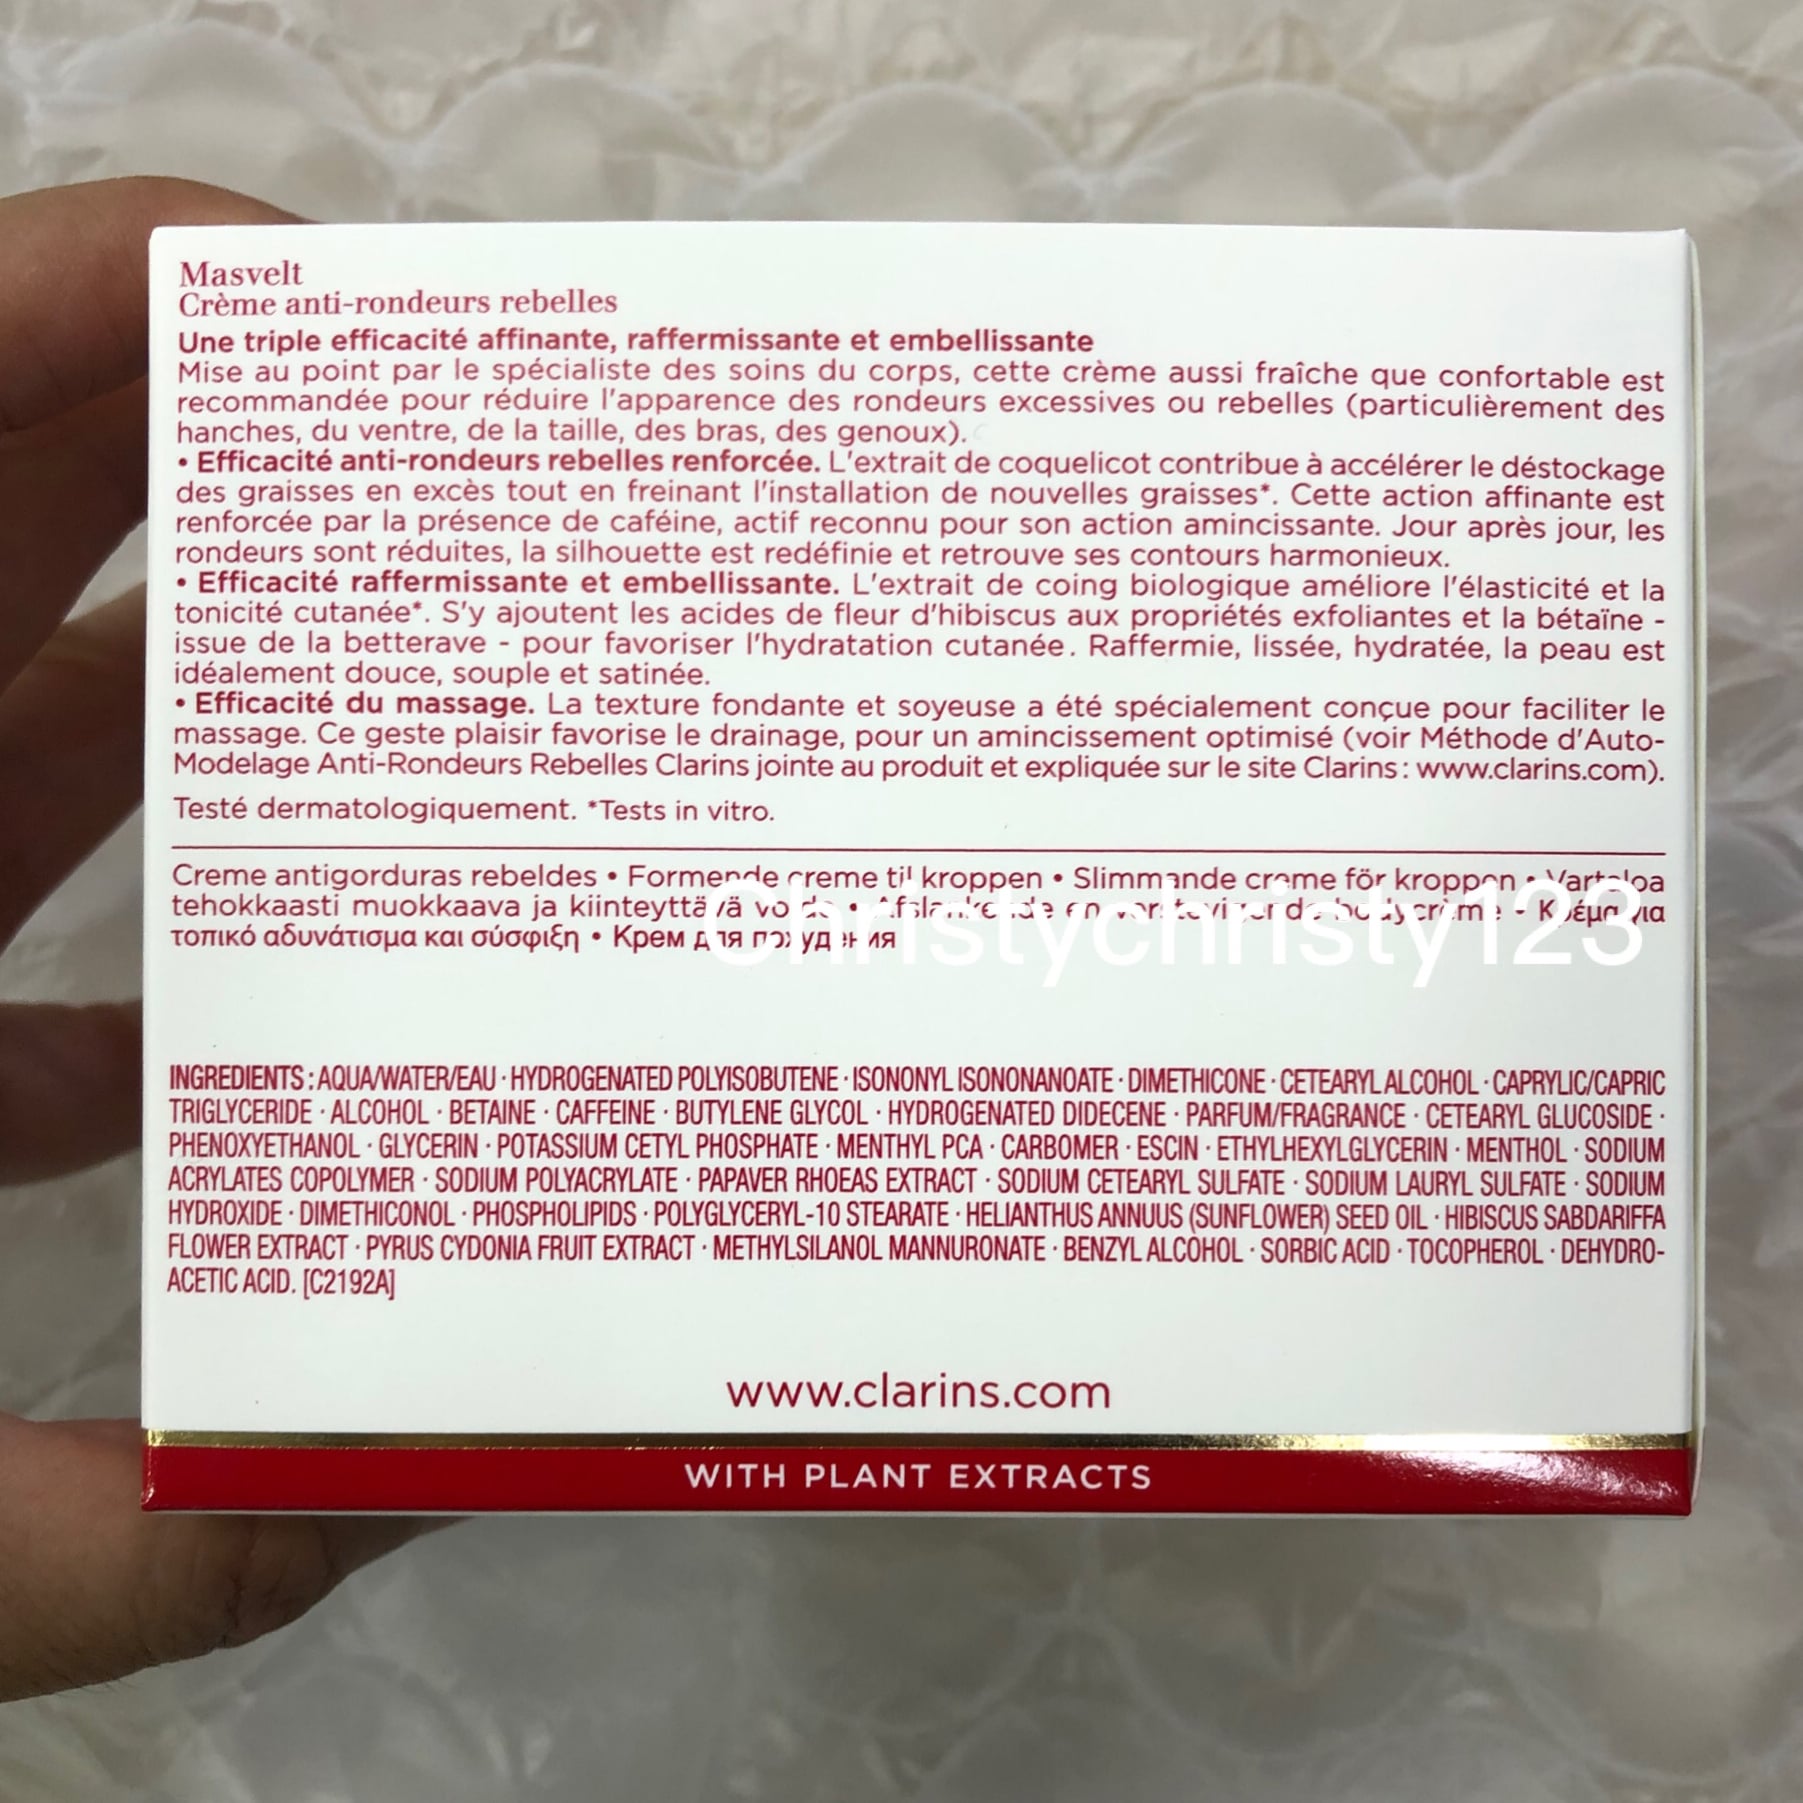 Masvelt
Crème anti-rondeurs rebelles
Une triple efficacité affinante, raffermissante et embellissante
Mise au point par le spécialiste des soins du corps, cette crème aussi fraîche que confortable est
recommandée pour réduire l'apparence des rondeurs excessives ou rebelles (particulièrement des
hanches, du ventre, de la taille, des bras, des genoux).
• Efficacité anti-rondeurs rebelles renforcée. L'extrait de coquelicot contribue à accélérer le déstockage
des graisses en excès tout en freinant l'installation de nouvelles graisses*. Cette action affinante est
renforcée par la présence de caféine, actif reconnu pour son action amincissante. Jour après jour, les
rondeurs sont réduites, la silhouette est redéfinie et retrouve ses contours harmonieux.
• Efficacité raffermissante et embellissante. L'extrait de coing biologique améliore l'élasticité et la
tonicité cutanée*. S'y ajoutent les acides de fleur d'hibiscus aux propriétés exfoliantes et la bétaïne -
issue de la betterave - pour favoriser l'hydratation cutanée. Raffermie, lissée, hydratée, la peau est
idéalement douce, souple et satinée.
• Efficacité du massage. La texture fondante et soyeuse a été spécialement conçue pour faciliter le
massage. Ce geste plaisir favorise le drainage, pour un amincissement optimisé (voir Méthode d'Auto-
Modelage Anti-Rondeurs Rebelles Clarins jointe au produit et expliquée sur le site Clarins : www.clarins.com).
Testé dermatologiquement. *Tests in vitro.
Creme antigorduras rebeldes • Formende creme til kroppen • Slimmande creme för kroppen • Vartaloa
tehokkaasti muokkaava ja kiinteyttävä voide • Afslankende en verstevigende bodycrème • Κρέμα για
τοπικό αδυνάτισμα και σύσφιξη • Крем для похудения
Christychristy123
INGREDIENTS : AQUA/WATER/EAU · HYDROGENATED POLYISOBUTENE · ISONONYL ISONONANOATE · DIMETHICONE · CETEARYL ALCOHOL · CAPRYLIC/CAPRIC
TRIGLYCERIDE · ALCOHOL · BETAINE · CAFFEINE · BUTYLENE GLYCOL · HYDROGENATED DIDECENE · PARFUM/FRAGRANCE · CETEARYL GLUCOSIDE ·
PHENOXYETHANOL · GLYCERIN · POTASSIUM CETYL PHOSPHATE · MENTHYL PCA · CARBOMER · ESCIN · ETHYLHEXYLGLYCERIN · MENTHOL · SODIUM
ACRYLATES COPOLYMER · SODIUM POLYACRYLATE · PAPAVER RHOEAS EXTRACT · SODIUM CETEARYL SULFATE · SODIUM LAURYL SULFATE · SODIUM
HYDROXIDE · DIMETHICONOL · PHOSPHOLIPIDS · POLYGLYCERYL-10 STEARATE · HELIANTHUS ANNUUS (SUNFLOWER) SEED OIL · HIBISCUS SABDARIFFA
FLOWER EXTRACT · PYRUS CYDONIA FRUIT EXTRACT · METHYLSILANOL MANNURONATE · BENZYL ALCOHOL · SORBIC ACID · TOCOPHEROL · DEHYDRO-
ACETIC ACID. [C2192A]
www.clarins.com
WITH PLANT EXTRACTS